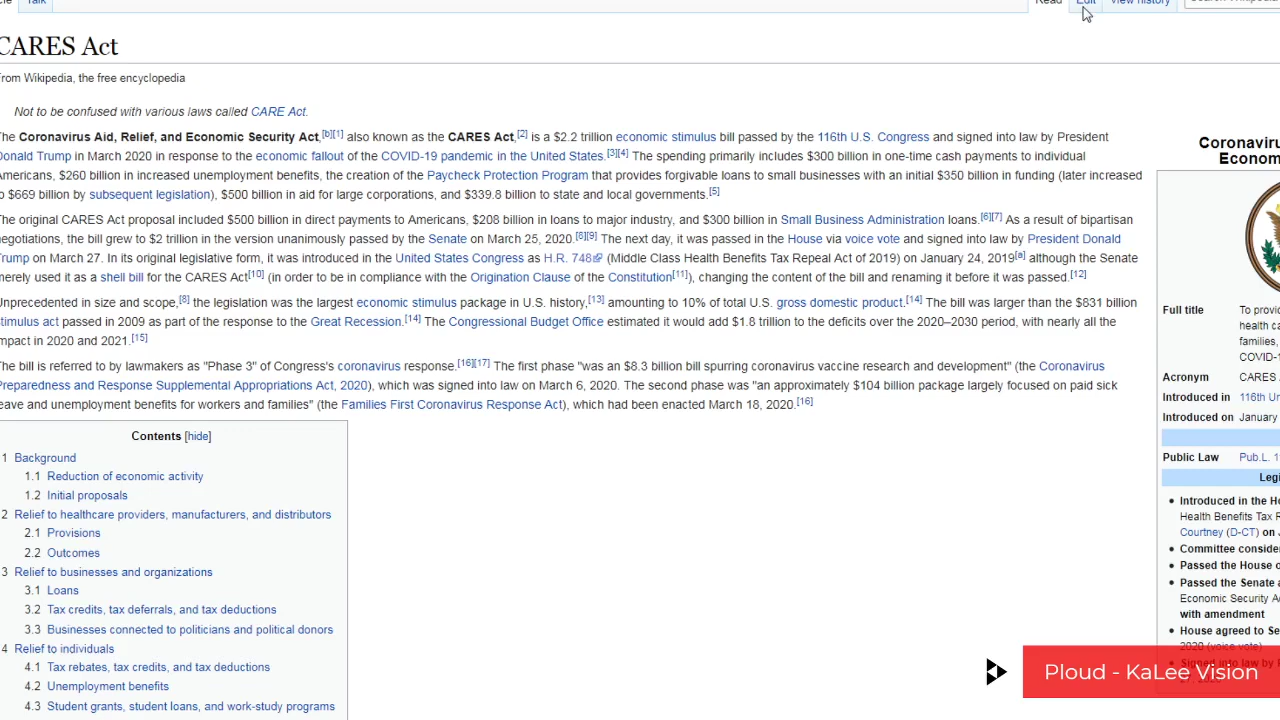 Talk
Read Edit View history
CARES Act
From Wikipedia, the free encyclopedia
Not to be confused with various laws called CARE Act.
The Coronavirus Aid, Relief, and Economic Security Act,[b][1] also known as the CARES Act,[2] is a $2.2 trillion economic stimulus bill passed by the 116th U.S. Congress and signed into law by President
Donald Trump in March 2020 in response to the economic fallout of the COVID-19 pandemic in the United States.[3][4] The spending primarily includes $300 billion in one-time cash payments to individual
Americans, $260 billion in increased unemployment benefits, the creation of the Paycheck Protection Program that provides forgivable loans to small businesses with an initial $350 billion in funding (later increased
to $669 billion by subsequent legislation), $500 billion in aid for large corporations, and $339.8 billion to state and local governments.[5]
The original CARES Act proposal included $500 billion in direct payments to Americans, $208 billion in loans to major industry, and $300 billion in Small Business Administration loans.[6][7] As a result of bipartisan
negotiations, the bill grew to $2 trillion in the version unanimously passed by the Senate on March 25, 2020.[8][9] The next day, it was passed in the House via voice vote and signed into law by President Donald
Trump on March 27. In its original legislative form, it was introduced in the United States Congress as H.R. 748 (Middle Class Health Benefits Tax Repeal Act of 2019) on January 24, 2019[a] although the Senate
merely used it as a shell bill for the CARES Act[10] (in order to be in compliance with the Origination Clause of the Constitution[11]), changing the content of the bill and renaming it before it was passed.[12]
Unprecedented in size and scope,[8] the legislation was the largest economic stimulus package in U.S. history,[13] amounting to 10% of total U.S. gross domestic product.[14] The bill was larger than the $831 billion
stimulus act passed in 2009 as part of the response to the Great Recession.[14] The Congressional Budget Office estimated it would add $1.8 trillion to the deficits over the 2020–2030 period, with nearly all the
impact in 2020 and 2021.[15]
The bill is referred to by lawmakers as "Phase 3" of Congress's coronavirus response.[16][17] The first phase "was an $8.3 billion bill spurring coronavirus vaccine research and development" (the Coronavirus
Preparedness and Response Supplemental Appropriations Act, 2020), which was signed into law on March 6, 2020. The second phase was "an approximately $104 billion package largely focused on paid sick
leave and unemployment benefits for workers and families" (the Families First Coronavirus Response Act), which had been enacted March 18, 2020.[16]
Contents [hide]
1 Background
1.1 Reduction of economic activity
1.2 Initial proposals
2 Relief to healthcare providers, manufacturers, and distributors
2.1 Provisions
2.2 Outcomes
3 Relief to businesses and organizations
3.1 Loans
3.2 Tax credits, tax deferrals, and tax deductions
3.3 Businesses connected to politicians and political donors
4 Relief to individuals
4.1 Tax rebates, tax credits, and tax deductions
4.2 Unemployment benefits
4.3 Student grants, student loans, and work-study programs
Coronaviru
Econom
Full title To provid
health ca
families,
COVID-1
Acronym CARES
Introduced in 116th Un
Introduced on January
Public Law Pub.L. 1
Legi
• Introduced in the Ho
Health Benefits Tax R
Courtney (D-CT) on J
• Committee conside
• Passed the House o
• Passed the Senate a
Economic Security A
with amendment
• House agreed to Se
2020 (voice vote)
• Signed into law by P
Ploud - KaLee Vision